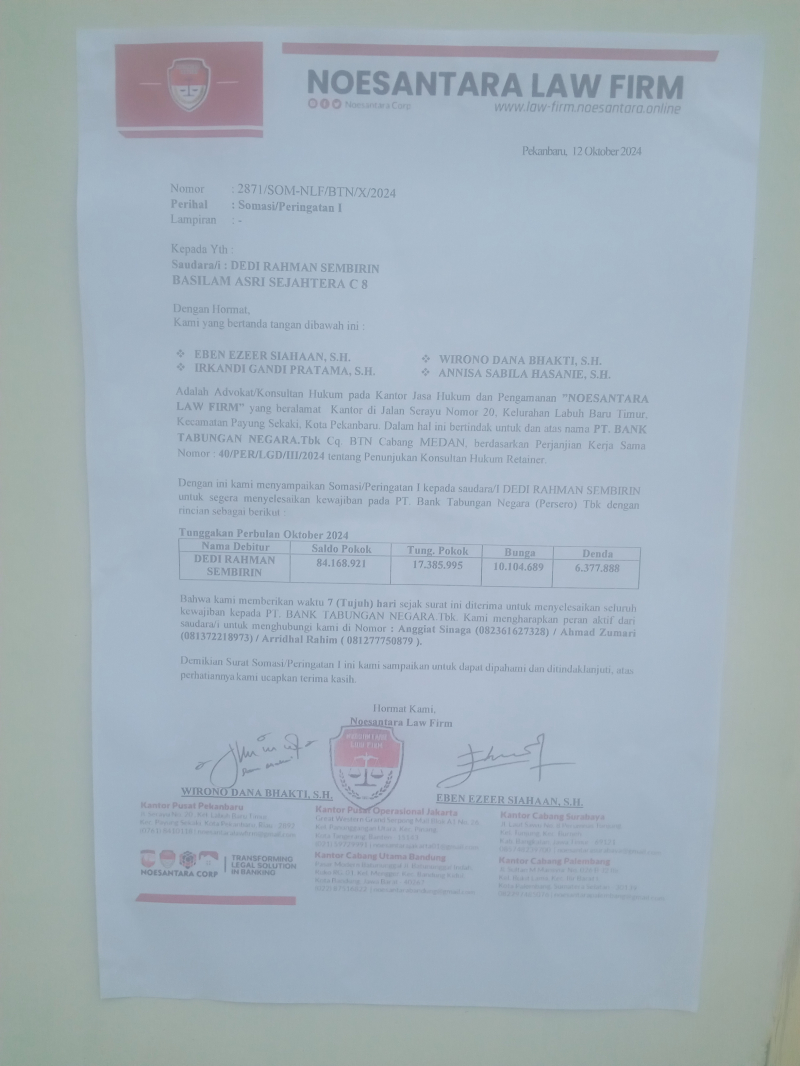 NOESANTARA LAW FIRM
Noesantara Corp.
www.law-firm.noesantara.online
Pekanbaru, 12 Oktober 2024
Nomor : 2871/SOM-NLF/BTN/X/2024
Perihal : Somasi/Peringatan I
Lampiran : -
Kepada Yth :
Saudara/i : DEDI RAHMAN SEMBIRIN
BASILAM ASRI SEJAHTERA C 8
Dengan Hormat,
Kami yang bertanda tangan dibawah ini :
❖ EBEN EZEER SIAHAAN, S.H. ❖ WIRONO DANA BHAKTI, S.H.
❖ IRKANDI GANDI PRATAMA, S.H. ❖ ANNISA SABILA HASANIE, S.H.
Adalah Advokat/Konsultan Hukum pada Kantor Jasa Hukum dan Pengamanan "NOESANTARA
LAW FIRM" yang beralamat Kantor di Jalan Serayu Nomor 20, Kelurahan Labuh Baru Timur,
Kecamatan Payung Sekaki, Kota Pekanbaru. Dalam hal ini bertindak untuk dan atas nama PT. BANK
TABUNGAN NEGARA.Tbk Cq. BTN Cabang MEDAN, berdasarkan Perjanjian Kerja Sama
Nomor : 40/PER/LGD/III/2024 tentang Penunjukan Konsultan Hukum Retainer.
Dengan ini kami menyampaikan Somasi/Peringatan I kepada saudara/I DEDI RAHMAN SEMBIRIN
untuk segera menyelesaikan kewajiban pada PT. Bank Tabungan Negara (Persero) Tbk dengan
rincian sebagai berikut :
Tunggakan Perbulan Oktober 2024
Nama Debitur Saldo Pokok Tung. Pokok Bunga Denda
DEDI RAHMAN SEMBIRIN 84.168.921 17.385.995 10.104.689 6.377.888
Bahwa kami memberikan waktu 7 (Tujuh) hari sejak surat ini diterima untuk menyelesaikan seluruh
kewajiban kepada PT. BANK TABUNGAN NEGARA.Tbk. Kami mengharapkan peran aktif dari
saudara/i untuk menghubungi kami di Nomor : Anggiat Sinaga (082361627328) / Ahmad Zumari
(081372218973) / Arridhal Rahim ( 081277750879 ).
Demikian Surat Somasi/Peringatan I ini kami sampaikan untuk dapat dipahami dan ditindaklanjuti, atas
perhatiannya kami ucapkan terima kasih.
Hormat Kami,
Noesantara Law Firm
WIRONO DANA BHAKTI, S.H.
EBEN EZEER SIAHAAN, S.H.
Kantor Pusat Pekanbaru
Kantor Pusat Operasional Jakarta
Kantor Cabang Utama Bandung
Kantor Cabang Surabaya
Kantor Cabang Palembang
NOESANTARA CORP
TRANSFORMING
LEGAL SOLUTION
IN BANKING